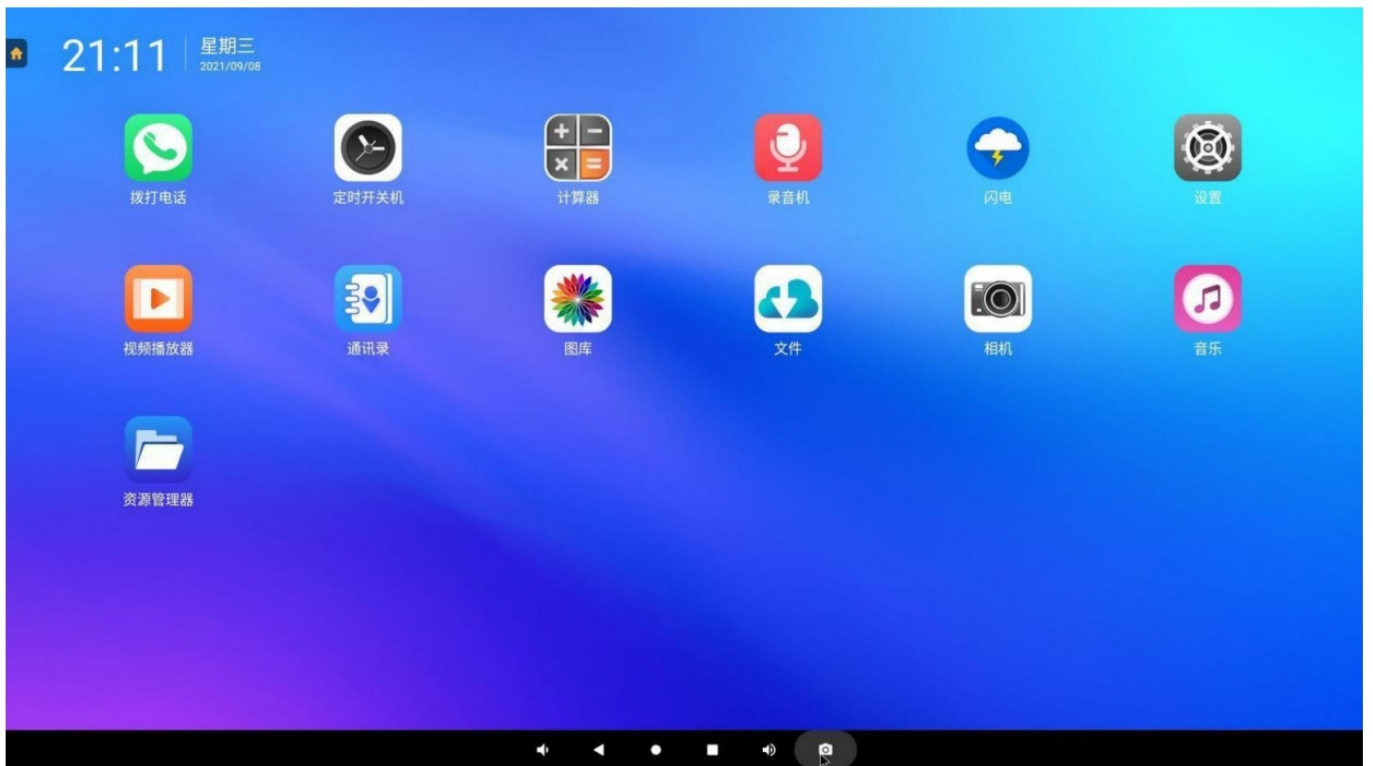 21:11
星期三
2021/09/08
拨打电话
定时开关机
计算器
录音机
闪电
设置
视频播放器
通讯录
图库
文件
相机
音乐
资源管理器